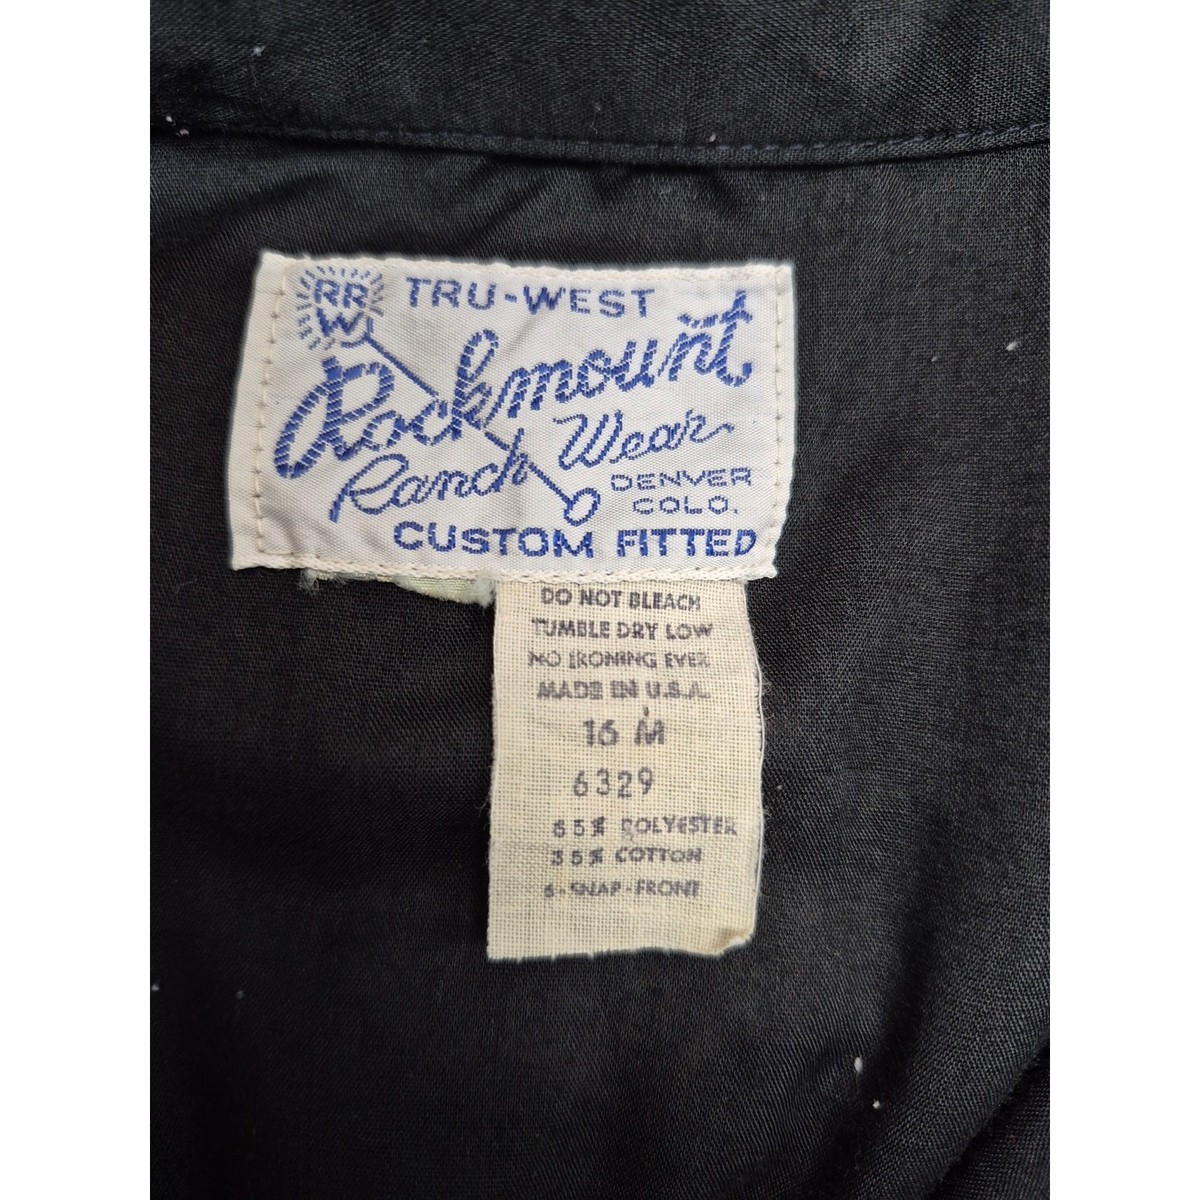 RR
W
TRU-WEST
Rockmount
Ranch Wear
DENVER
COLO.
CUSTOM FITTED
DO NOT BLEACH
TUMBLE DRY LOW
NO IRONING EVER
MADE IN U.S.A.
16 M
6329
65% POLYESTER
35% COTTON
6-SNAP-FRONT